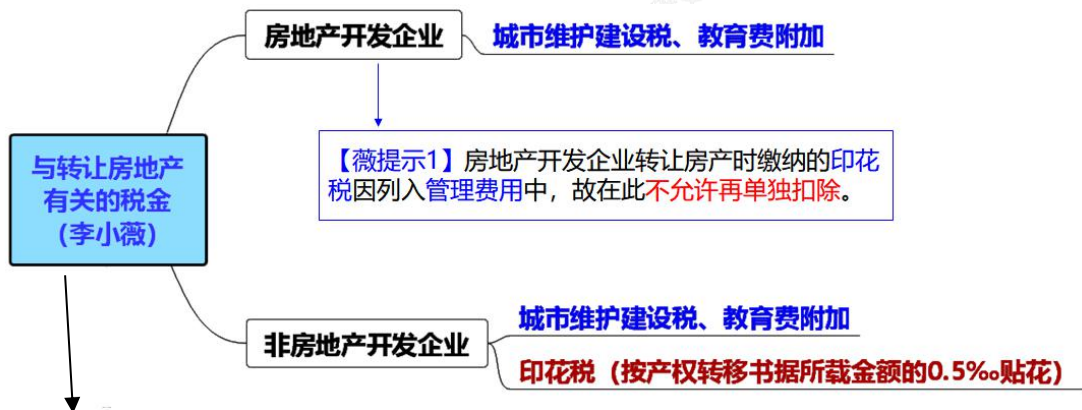 房地产开发企业
城市维护建设税、教育费附加
【薇提示1】房地产开发企业转让房产时缴纳的印花
税因列入管理费用中，故在此不允许再单独扣除。
与转让房地产
有关的税金
(李小薇)
非房地产开发企业
城市维护建设税、教育费附加
印花税（按产权转移书据所载金额的0.5‰贴花）